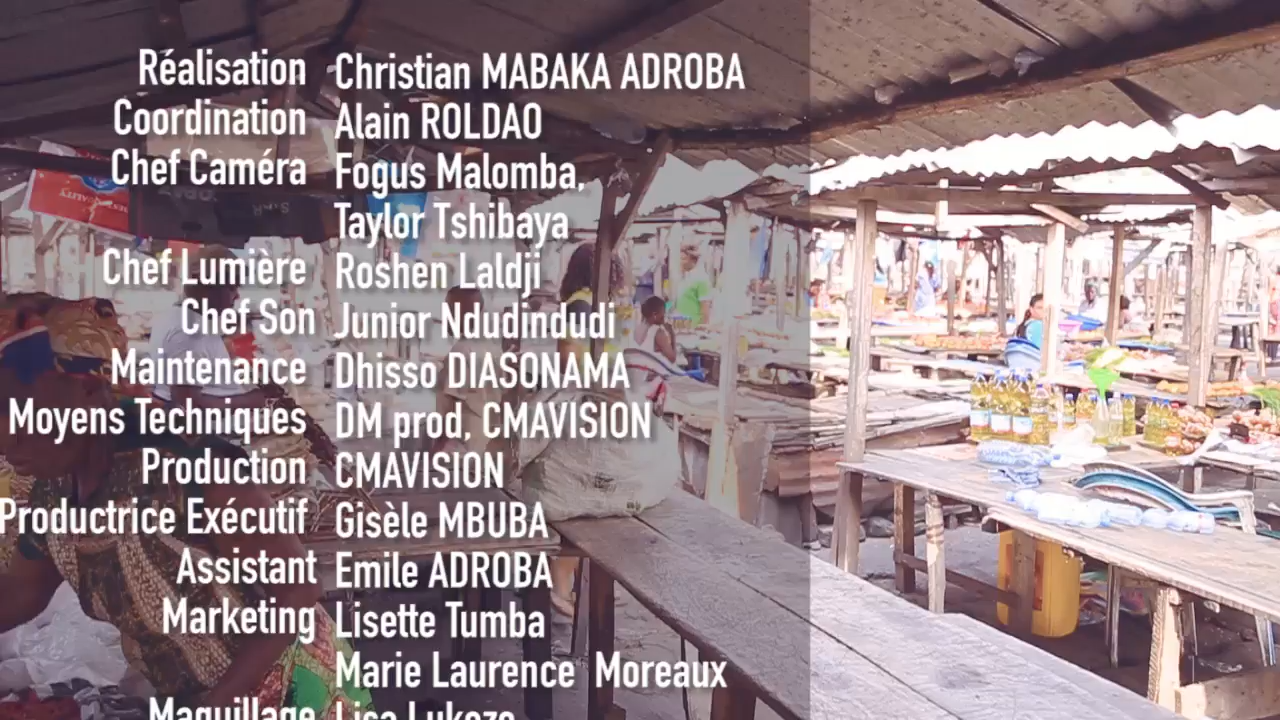 Réalisation Christian MABAKA ADROBA
Coordination Alain ROLDAO
Chef Caméra Fogus Malomba,
Taylor Tshibaya
Chef Lumière Roshen Laldji
Chef Son Junior Ndudindudi
Maintenance Dhisso DIASONAMA
Moyens Techniques DM prod, CMAVISION
Production CMAVISION
Productrice Exécutif Gisèle MBUBA
Assistant Emile ADROBA
Marketing Lisette Tumba
Marie Laurence Moreaux
Maquillage Lisa